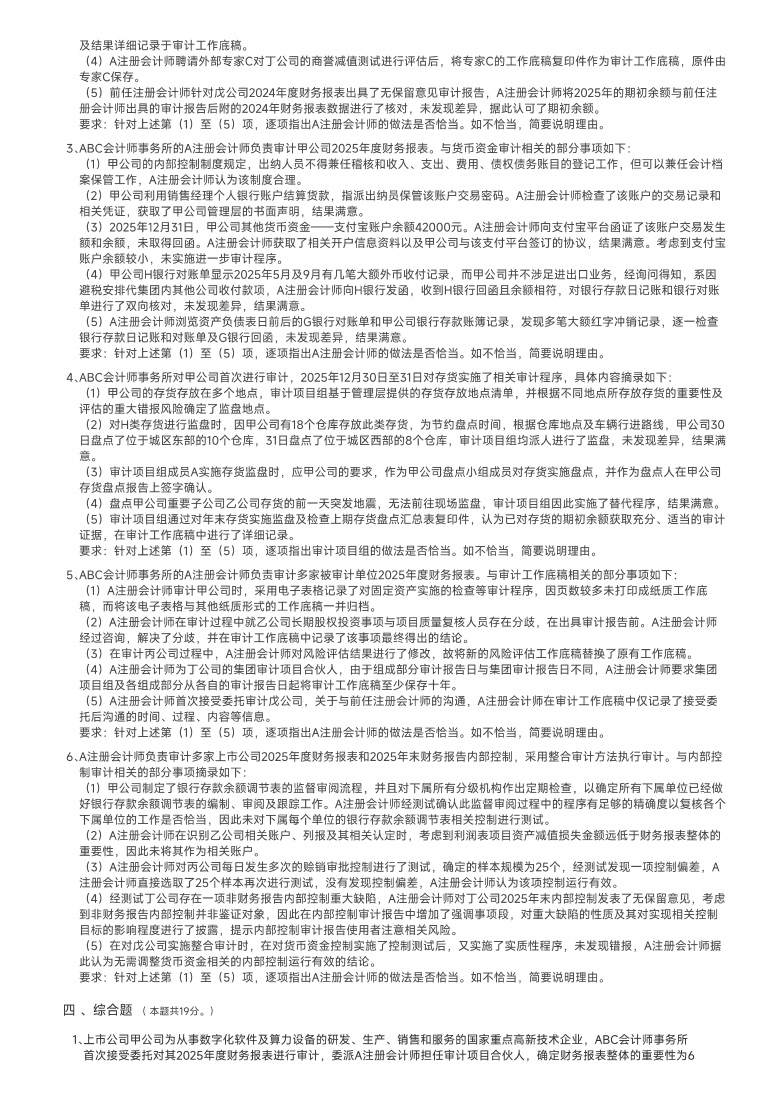 及结果详细记录于审计工作底稿。
（4）A注册会计师聘请外部专家C对丁公司的商誉减值测试进行评估后，将专家C的工作底稿复印件作为审计工作底稿，原件由
专家C保存。
（5）前任注册会计师针对戊公司2024年度财务报表出具了无保留意见审计报告，A注册会计师将2025年的期初余额与前任注
册会计师出具的审计报告后附的2024年财务报表数据进行了核对，未发现差异，据此认可了期初余额。
要求：针对上述第（1）至（5）项，逐项指出A注册会计师的做法是否恰当。如不恰当，简要说明理由。
3、ABC会计师事务所的A注册会计师负责审计甲公司2025年度财务报表。与货币资金审计相关的部分事项如下：
（1）甲公司的内部控制制度规定，出纳人员不得兼任稽核和收入、支出、费用、债权债务账目的登记工作，但可以兼任会计档
案保管工作，A注册会计师认为该制度合理。
（2）甲公司利用销售经理个人银行账户结算货款，指派出纳员保管该账户交易密码。A注册会计师检查了该账户的交易记录和
相关凭证，获取了甲公司管理层的书面声明，结果满意。
（3）2025年12月31日，甲公司其他货币资金——支付宝账户余额42000元。A注册会计师向支付宝平台函证了该账户交易发生
额和余额，未取得回函。A注册会计师获取了相关开户信息资料以及甲公司与该支付平台签订的协议，结果满意。考虑到支付宝
账户余额较小，未实施进一步审计程序。
（4）甲公司H银行对账单显示2025年5月及9月有几笔大额外币收付记录，而甲公司并不涉足进出口业务，经询问得知，系因
避税安排代集团内其他公司收付款项，A注册会计师向H银行发函，收到H银行回函且余额相符，对银行存款日记账和银行对账
单进行了双向核对，未发现差异，结果满意。
（5）A注册会计师浏览资产负债表日前后的G银行对账单和甲公司银行存款账簿记录，发现多笔大额红字冲销记录，逐一检查
银行存款日记账和对账单及G银行回函，未发现差异，结果满意。
要求：针对上述第（1）至（5）项，逐项指出A注册会计师的做法是否恰当。如不恰当，简要说明理由。
4、ABC会计师事务所对甲公司首次进行审计，2025年12月30日至31日对存货实施了相关审计程序，具体内容摘录如下：
（1）甲公司的存货存放在多个地点，审计项目组基于管理层提供的存货存放地点清单，并根据不同地点所存放存货的重要性及
评估的重大错报风险确定了监盘地点。
（2）对H类存货进行监盘时，因甲公司有18个仓库存放此类存货，为节约盘点时间，根据仓库地点及车辆行进路线，甲公司30
日盘点了位于城区东部的10个仓库，31日盘点了位于城区西部的8个仓库，审计项目组均派人进行了监盘，未发现差异，结果满
意。
（3）审计项目组成员A实施存货监盘时，应甲公司的要求，作为甲公司盘点小组成员对存货实施盘点，并作为盘点人在甲公司
存货盘点报告上签字确认。
（4）盘点甲公司重要子公司乙公司存货的前一天突发地震，无法前往现场监盘，审计项目组因此实施了替代程序，结果满意。
（5）审计项目组通过对年末存货实施监盘及检查上期存货盘点汇总表复印件，认为已对存货的期初余额获取充分、适当的审计
证据，在审计工作底稿中进行了详细记录。
要求：针对上述第（1）至（5）项，逐项指出审计项目组的做法是否恰当。如不恰当，简要说明理由。
5、ABC会计师事务所的A注册会计师负责审计多家被审计单位2025年度财务报表。与审计工作底稿相关的部分事项如下：
（1）A注册会计师审计甲公司时，采用电子表格记录了对固定资产实施的检查等审计程序，因页数较多未打印成纸质工作底
稿，而将该电子表格与其他纸质形式的工作底稿一并归档。
（2）A注册会计师在审计过程中就乙公司长期股权投资事项与项目质量复核人员存在分歧，在出具审计报告前。A注册会计师
经过咨询，解决了分歧，并在审计工作底稿中记录了该事项最终得出的结论。
（3）在审计丙公司过程中，A注册会计师对风险评估结果进行了修改，故将新的风险评估工作底稿替换了原有工作底稿。
（4）A注册会计师为丁公司的集团审计项目合伙人，由于组成部分审计报告日与集团审计报告日不同，A注册会计师要求集团
项目组及各组成部分从各自的审计报告日起将审计工作底稿至少保存十年。
（5）A注册会计师首次接受委托审计戊公司，关于与前任注册会计师的沟通，A注册会计师在审计工作底稿中仅记录了接受委
托后沟通的时间、过程、内容等信息。
要求：针对上述第（1）至（5）项，逐项指出A注册会计师的做法是否恰当。如不恰当，简要说明理由。
6、A注册会计师负责审计多家上市公司2025年度财务报表和2025年末财务报告内部控制，采用整合审计方法执行审计。与内部控
制审计相关的部分事项摘录如下：
（1）甲公司制定了银行存款余额调节表的监督审阅流程，并且对下属所有分级机构作出定期检查，以确定所有下属单位已经做
好银行存款余额调节表的编制、审阅及跟踪工作。A注册会计师经测试确认此监督审阅过程中的程序有足够的精确度以复核各个
下属单位的工作是否恰当，因此未对下属每个单位的银行存款余额调节表相关控制进行测试。
（2）A注册会计师在识别乙公司相关账户、列报及其相关认定时，考虑到利润表项目资产减值损失金额远低于财务报表整体的
重要性，因此未将其作为相关账户。
（3）A注册会计师对丙公司每日发生多次的赊销审批控制进行了测试，确定的样本规模为25个，经测试发现一项控制偏差，A
注册会计师直接选取了25个样本再次进行测试，没有发现控制偏差，A注册会计师认为该项控制运行有效。
（4）经测试丁公司存在一项非财务报告内部控制重大缺陷，A注册会计师对丁公司2025年末内部控制发表了无保留意见，考虑
到非财务报告内部控制并非鉴证对象，因此在内部控制审计报告中增加了强调事项段，对重大缺陷的性质及其对实现相关控制
目标的影响程度进行了披露，提示内部控制审计报告使用者注意相关风险。
（5）在对戊公司实施整合审计时，在对货币资金控制实施了控制测试后，又实施了实质性程序，未发现错报，A注册会计师据
此认为无需调整货币资金相关的内部控制运行有效的结论。
要求：针对上述第（1）至（5）项，逐项指出A注册会计师的做法是否恰当。如不恰当，简要说明理由。
四 、综合题 （ 本题共19分。）
1、上市公司甲公司为从事数字化软件及算力设备的研发、生产、销售和服务的国家重点高新技术企业，ABC会计师事务所
首次接受委托对其2025年度财务报表进行审计，委派A注册会计师担任审计项目合伙人，确定财务报表整体的重要性为6